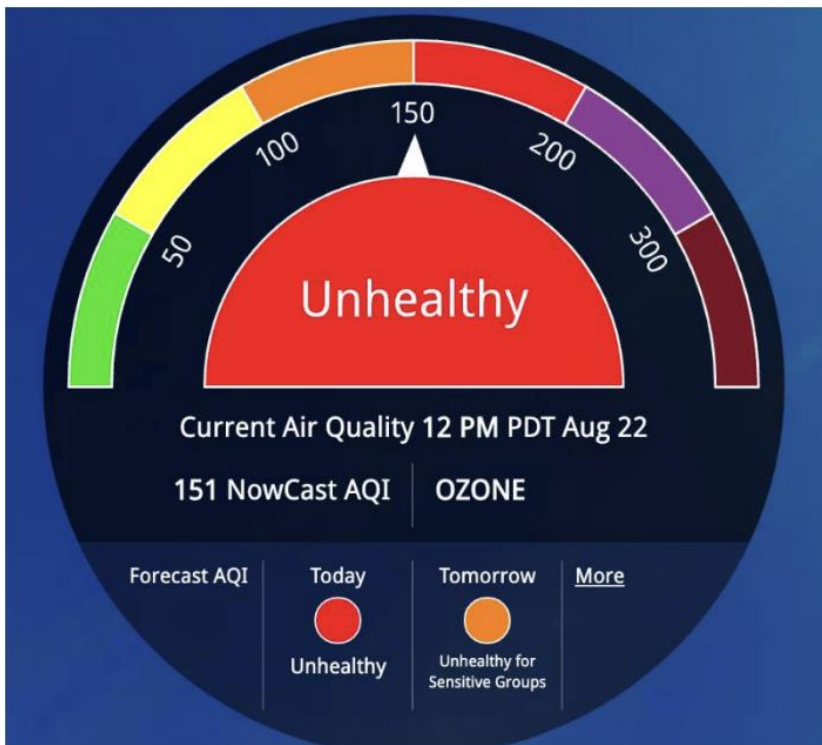 150
100
200
50
300
Unhealthy
Current Air Quality 12 PM PDT Aug 22
151 NowCast AQI OZONE
Forecast AQI Today Tomorrow More
Unhealthy
Unhealthy for
Sensitive Groups